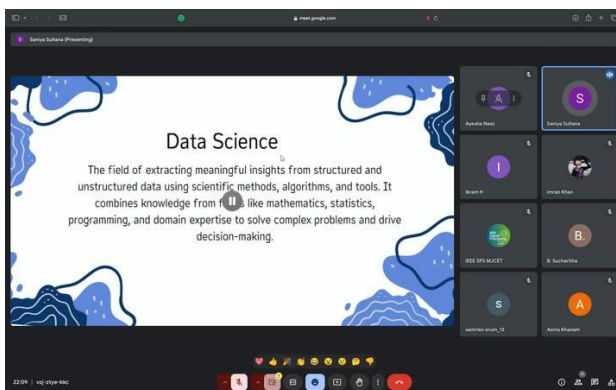 meet.google.com
S Saniya Sultana (Presenting)
Data Science
The field of extracting meaningful insights from structured and
unstructured data using scientific methods, algorithms, and tools. It
combines knowledge from like mathematics, statistics,
programming, and domain expertise to solve complex problems and drive
decision-making.
A
Ayesha Naaz
S
Saniya Sultana
I
Ikram H
Imran Khan
IEEE SPS MJCET
B.
B. Sucharitha
S
samreen erum_13
A
Asma Khanam
22:09 | vzj-ztye-kkc